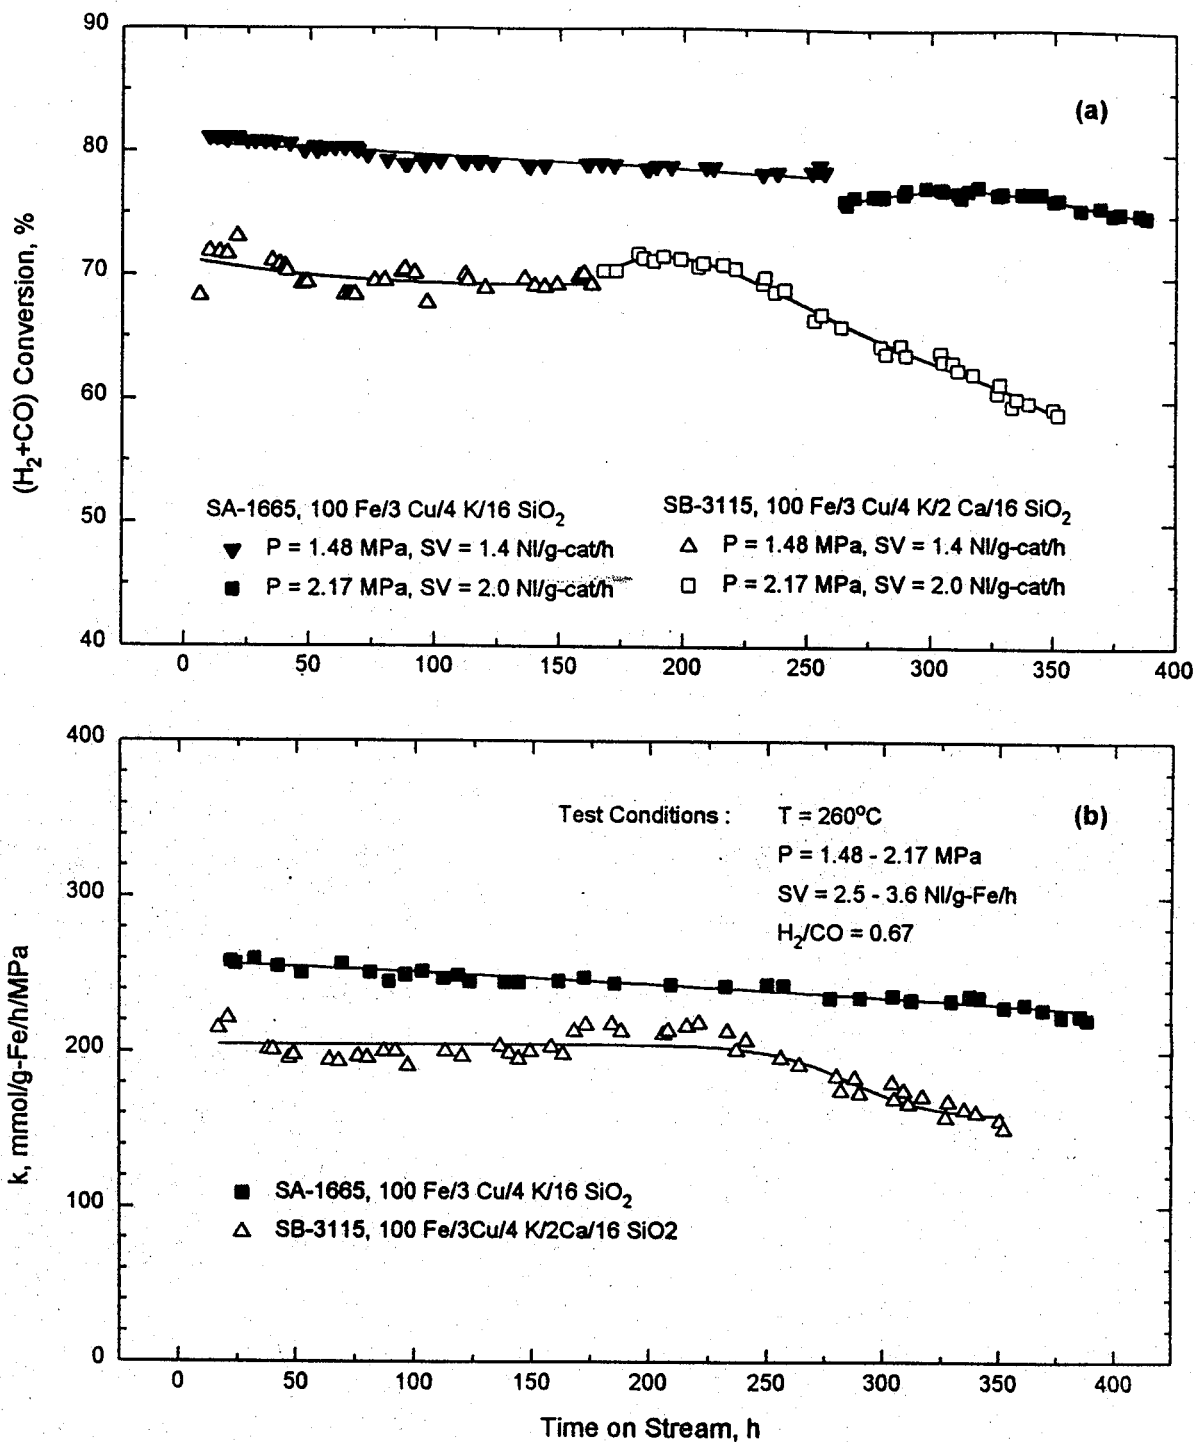 90
(a)
80
70
60
50
40
(H₂+CO) Conversion, %
SA-1665, 100 Fe/3 Cu/4 K/16 SiO₂
P = 1.48 MPa, SV = 1.4 Nl/g-cat/h
P = 2.17 MPa, SV = 2.0 Nl/g-cat/h
SB-3115, 100 Fe/3 Cu/4 K/2 Ca/16 SiO₂
P = 1.48 MPa, SV = 1.4 Nl/g-cat/h
P = 2.17 MPa, SV = 2.0 Nl/g-cat/h
0 50 100 150 200 250 300 350 400
400
300
200
100
0
k, mmol/g-Fe/h/MPa
Test Conditions : T = 260°C
(b)
P = 1.48 - 2.17 MPa
SV = 2.5 - 3.6 Nl/g-Fe/h
H₂/CO = 0.67
SA-1665, 100 Fe/3 Cu/4 K/16 SiO₂
SB-3115, 100 Fe/3Cu/4 K/2Ca/16 SiO2
0 50 100 150 200 250 300 350 400
Time on Stream, h